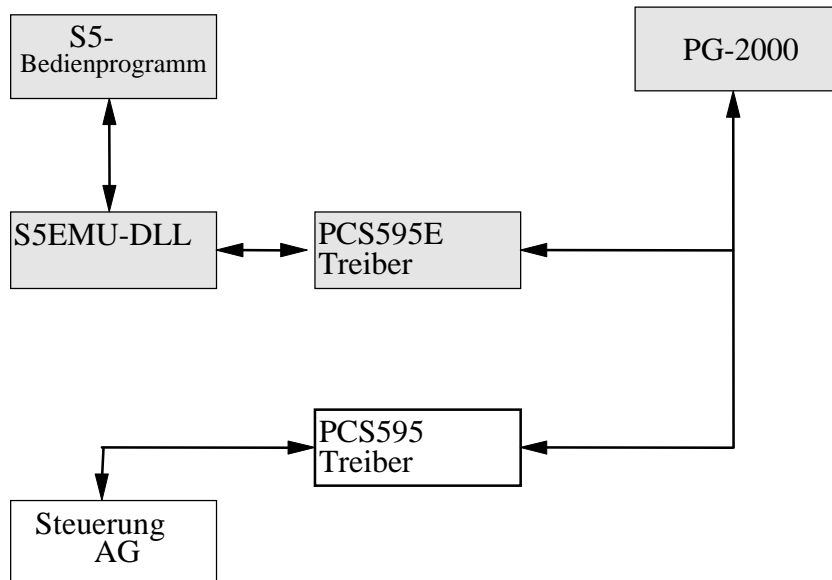 S5-
Bedienprogramm
PG-2000
S5EMU-DLL
PCS595E
Treiber
PCS595
Treiber
Steuerung
AG